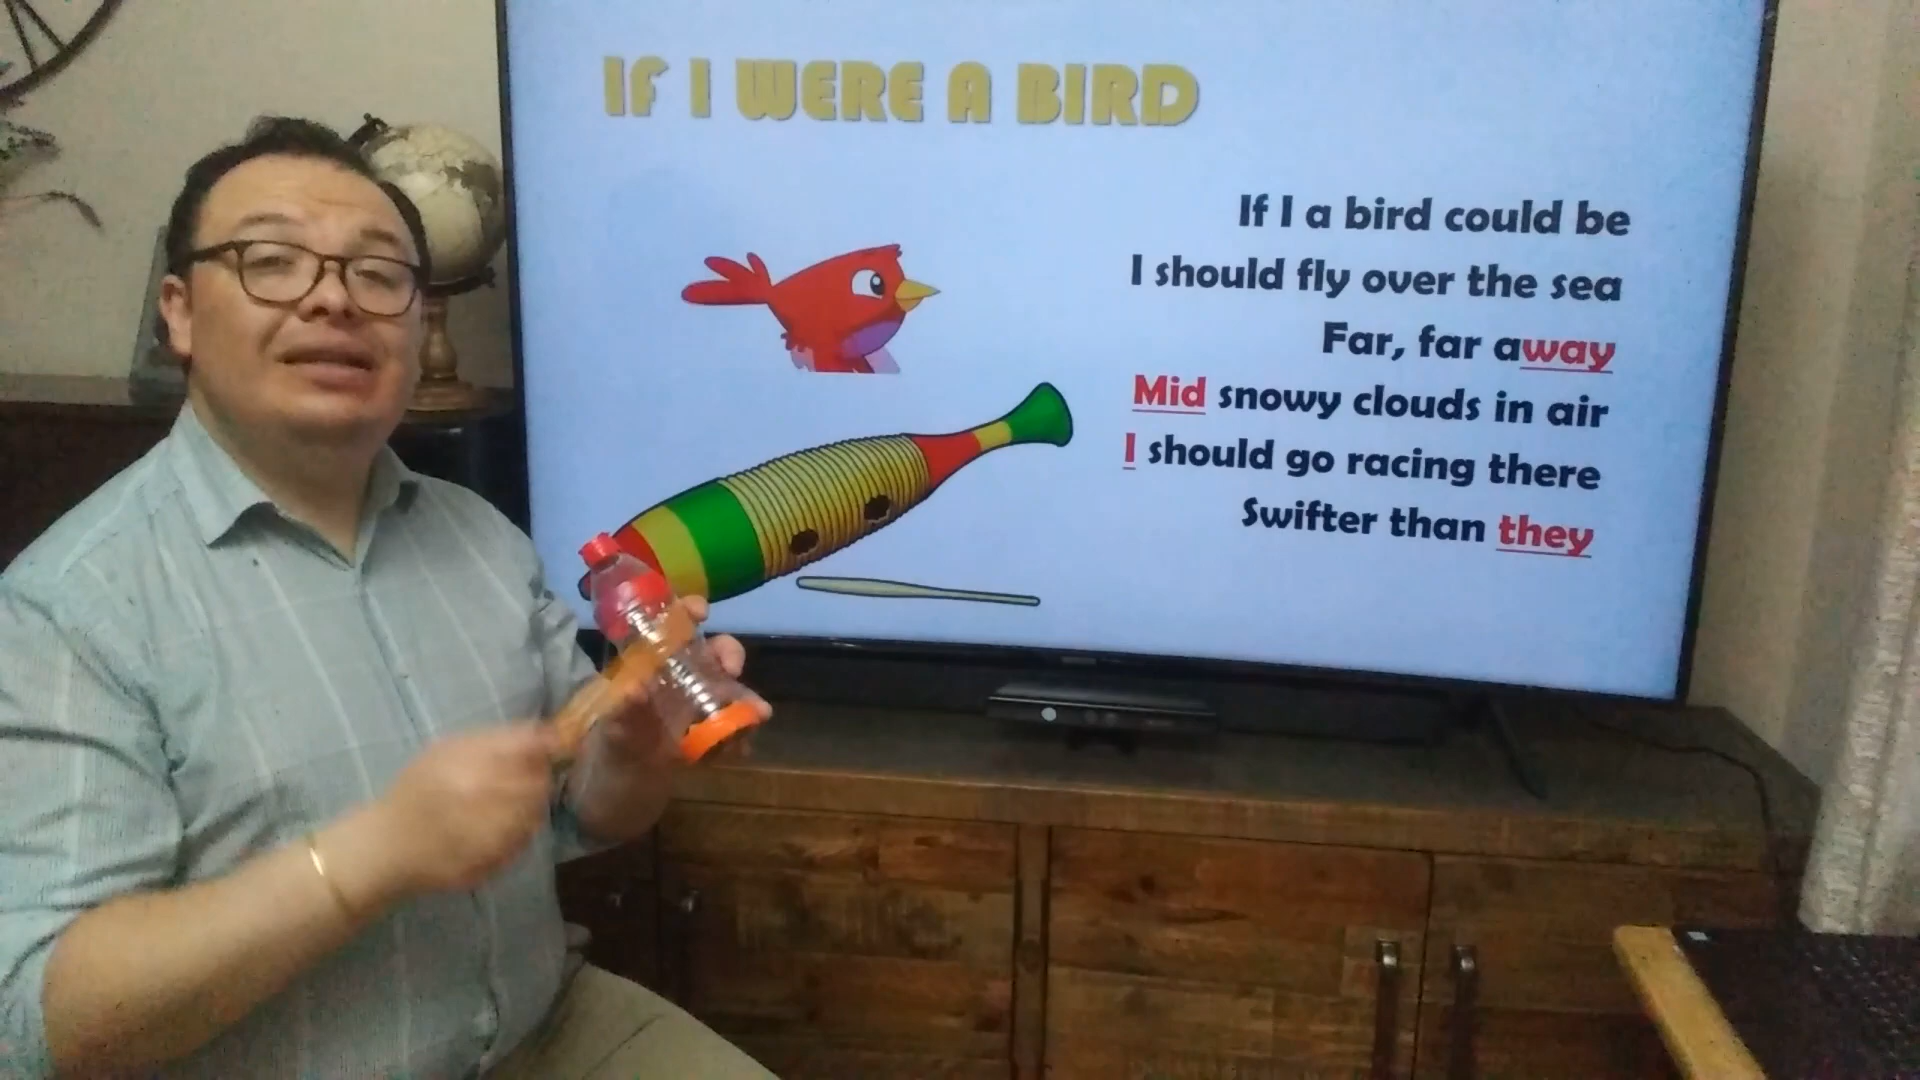 IF I WERE A BIRD
If I a bird could be
I should fly over the sea
Far, far away
Mid snowy clouds in air
I should go racing there
Swifter than they